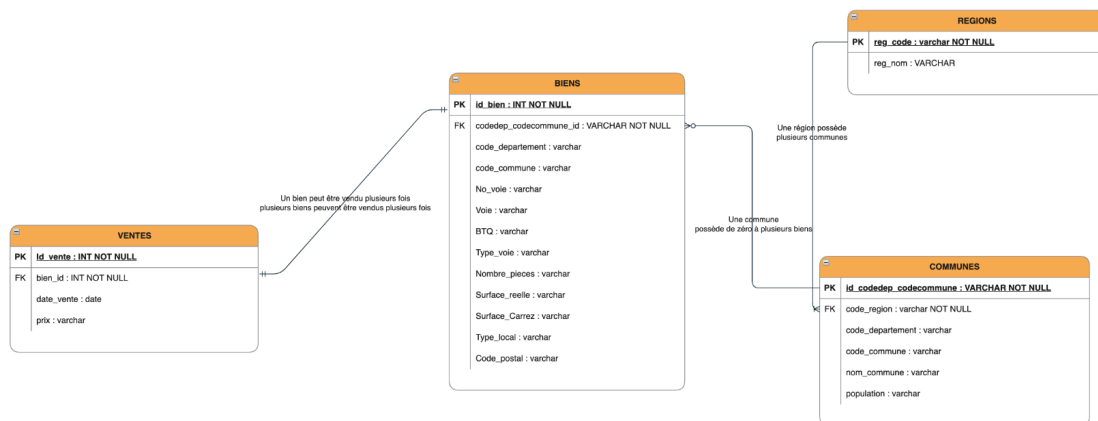 REGIONS
PK reg_code : varchar NOT NULL
reg_nom : VARCHAR
BIENS
PK id_bien : INT NOT NULL
FK codedep_codecommune_id : VARCHAR NOT NULL
code_departement : varchar
code_commune : varchar
No_voie : varchar
Voie : varchar
BTQ : varchar
Type_voie : varchar
Nombre_pieces : varchar
Surface_reelle : varchar
Surface_Carrez : varchar
Type_local : varchar
Code_postal : varchar
Une région possède
plusieurs communes
Un bien peut être vendu plusieurs fois
plusieurs biens peuvent être vendus plusieurs fois
Une commune
possède de zéro à plusieurs biens
VENTES
PK Id_vente : INT NOT NULL
FK bien_id : INT NOT NULL
date_vente : date
prix : varchar
COMMUNES
PK id_codedep_codecommune : VARCHAR NOT NULL
FK code_region : varchar NOT NULL
code_departement : varchar
code_commune : varchar
nom_commune : varchar
population : varchar